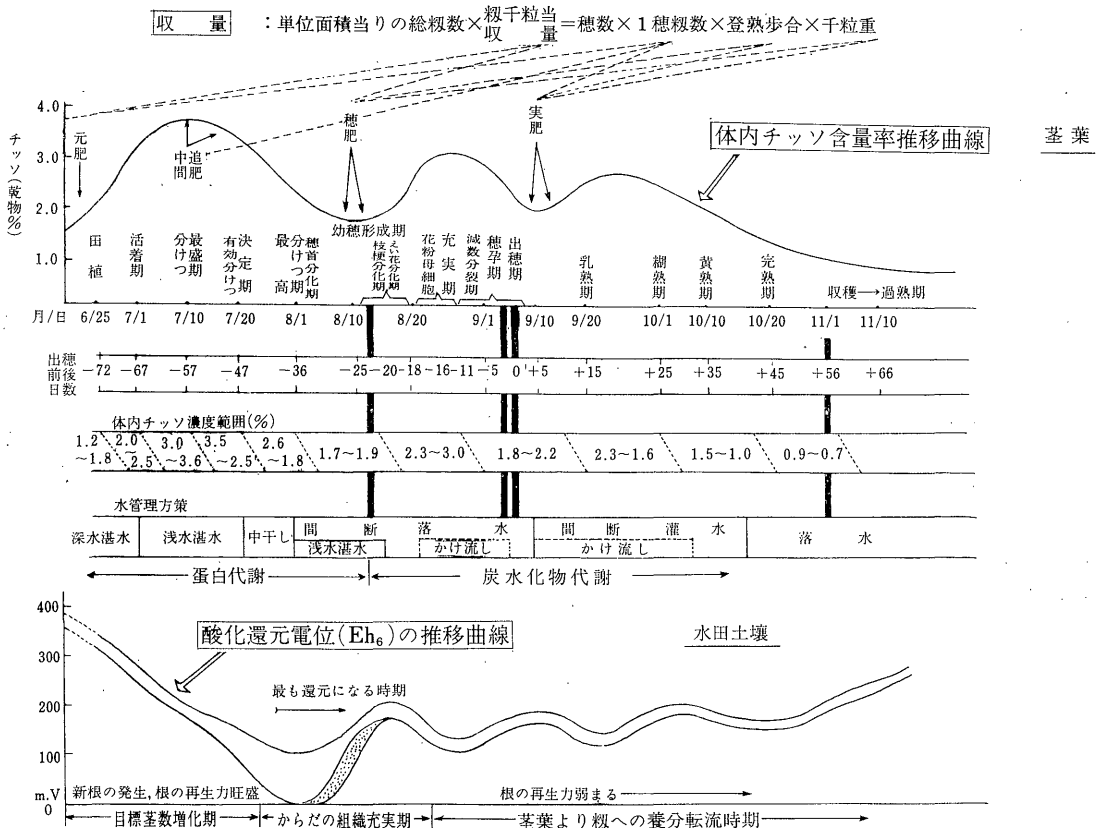 収量 ：単位面積当りの総籾数×籾千粒当収量＝穂数×１穂籾数×登熟歩合×千粒重
チッソ(乾物%)
4.0
3.0
2.0
1.0
元肥
中間追肥
穂肥
実肥
体内チッソ含量率推移曲線
茎葉
田植
活着期
分けつ最盛期
有効分けつ決定期
最高分けつ期
穂首分化期
幼穂形成期
枝梗分化期
えい花分化期
花粉母細胞充実期
減数分裂期
穂孕期
出穂期
乳熟期
湖熟期
黄熟期
完熟期
収穫→過熟期
月/日 6/25 7/1 7/10 7/20 8/1 8/10 8/20 9/1 9/10 9/20 10/1 10/10 10/20 11/1 11/10
出穂前後日数 −72 −67 −57 −47 −36 −25 −20 −18 −16 −11 −5 0 +5 +15 +25 +35 +45 +56 +66
体内チッソ濃度範囲(%)
1.2～1.8 2.0～2.5 3.0～3.6 3.5～2.5 2.6～1.8 1.7～1.9 2.3～3.0 1.8～2.2 2.3～1.6 1.5～1.0 0.9～0.7
水管理方策
深水湛水 浅水湛水 中干し 間断落水 間断灌水 落水
浅水湛水 かけ流し かけ流し
蛋白代謝 炭水化物代謝
400
300
200
100
m.V
0
酸化還元電位(Eh₆)の推移曲線
水田土壌
最も還元になる時期
新根の発生,根の再生力旺盛 根の再生力弱まる
目標茎数増化期 からだの組織充実期 茎葉より籾への養分転流時期